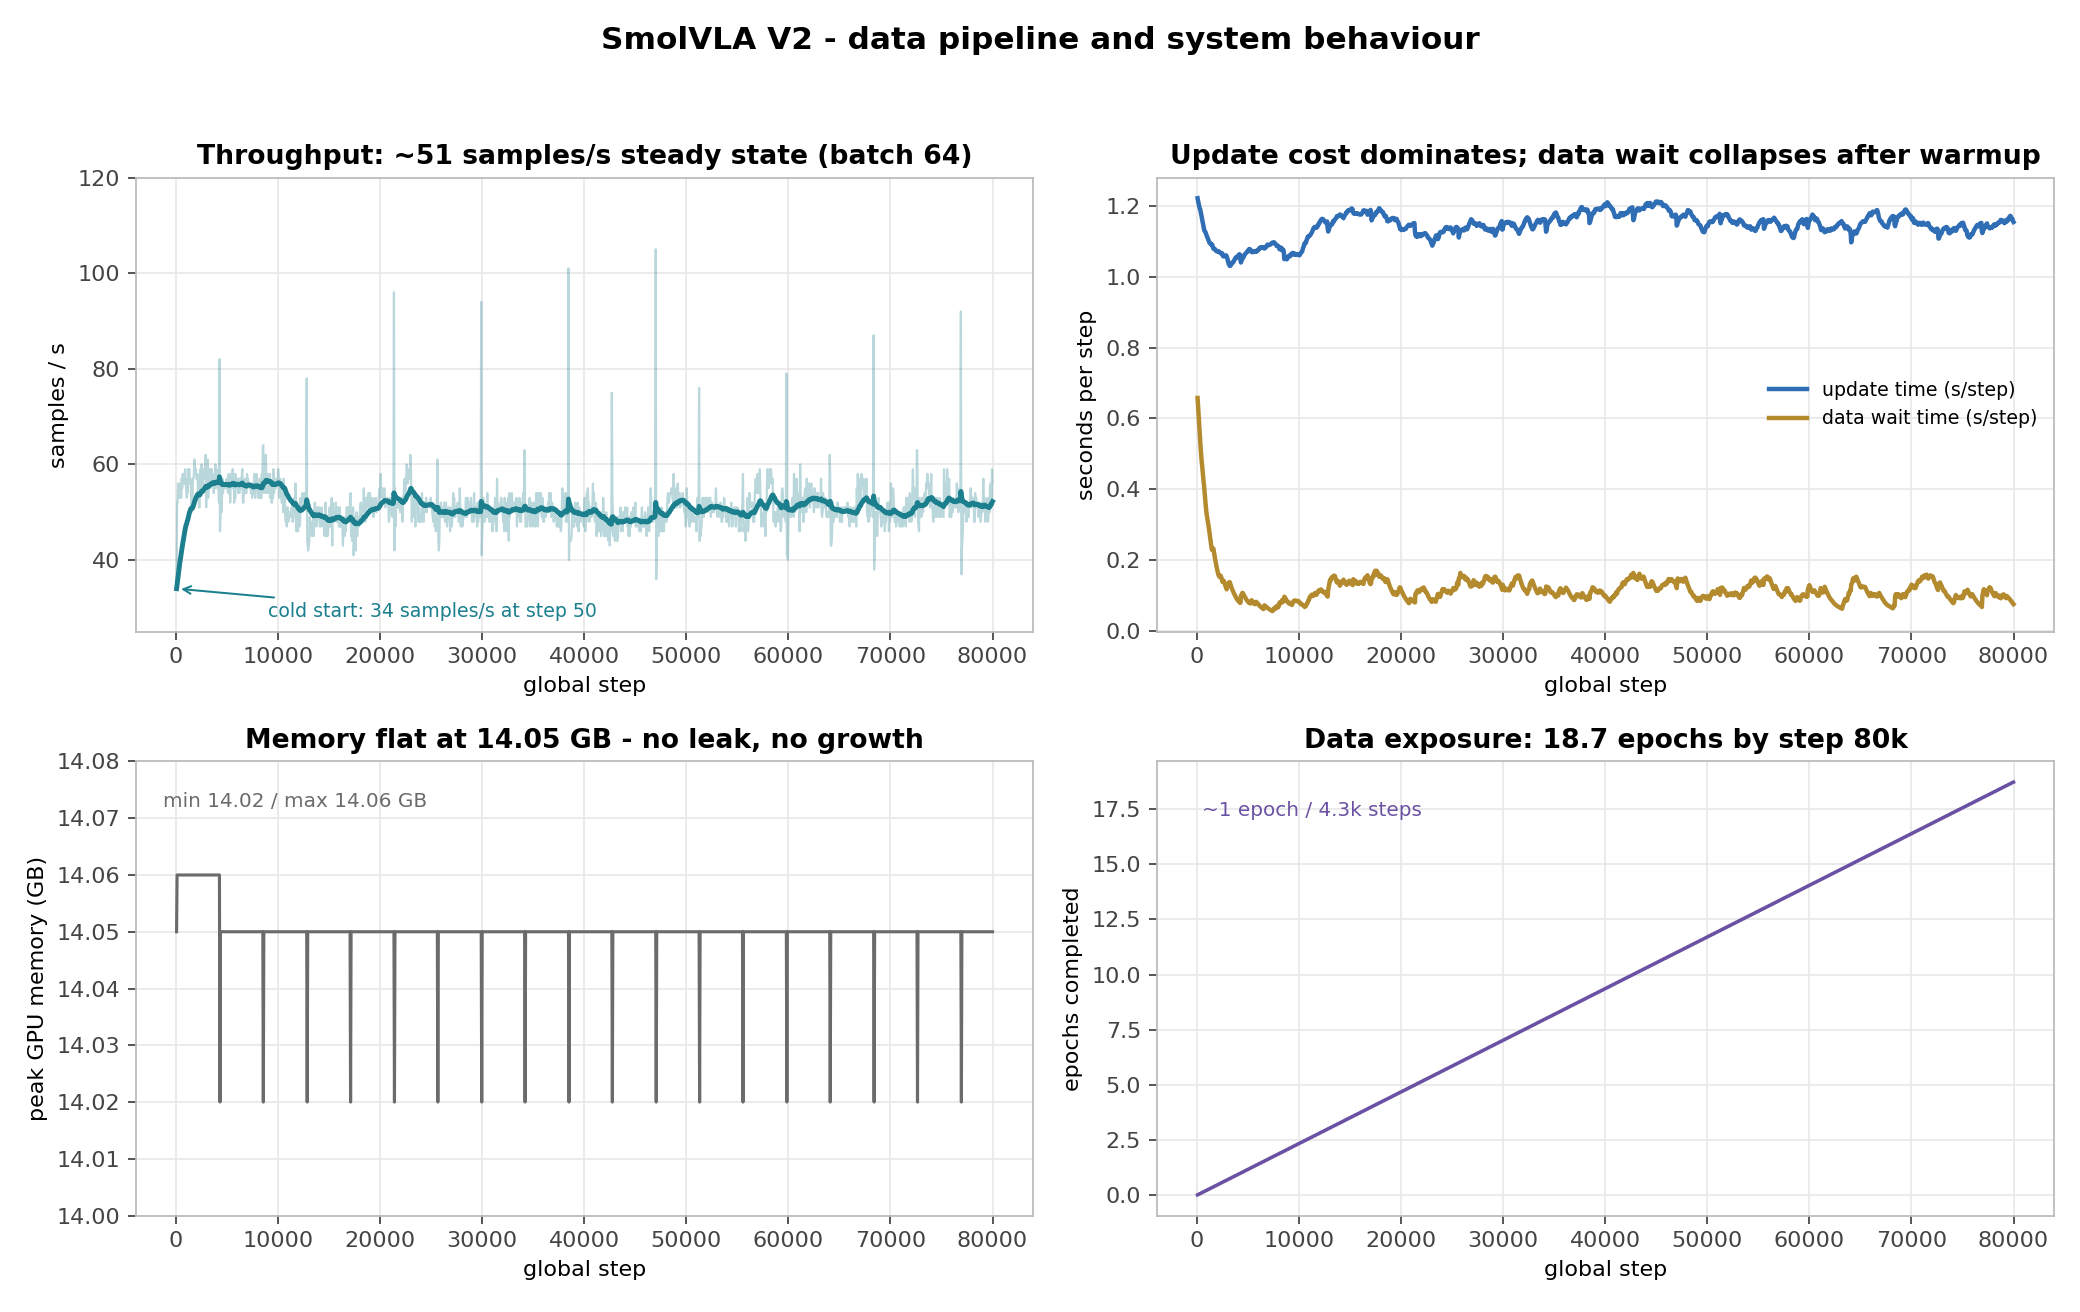 SmolVLA V2 - data pipeline and system behaviour
Throughput: ~51 samples/s steady state (batch 64)
samples / s
120
100
80
60
40
cold start: 34 samples/s at step 50
0 10000 20000 30000 40000 50000 60000 70000 80000
global step
Update cost dominates; data wait collapses after warmup
seconds per step
1.2
1.0
0.8
0.6
0.4
0.2
0.0
update time (s/step)
data wait time (s/step)
0 10000 20000 30000 40000 50000 60000 70000 80000
global step
Memory flat at 14.05 GB - no leak, no growth
peak GPU memory (GB)
14.08
14.07
14.06
14.05
14.04
14.03
14.02
14.01
14.00
min 14.02 / max 14.06 GB
0 10000 20000 30000 40000 50000 60000 70000 80000
global step
Data exposure: 18.7 epochs by step 80k
epochs completed
17.5
15.0
12.5
10.0
7.5
5.0
2.5
0.0
~1 epoch / 4.3k steps
0 10000 20000 30000 40000 50000 60000 70000 80000
global step